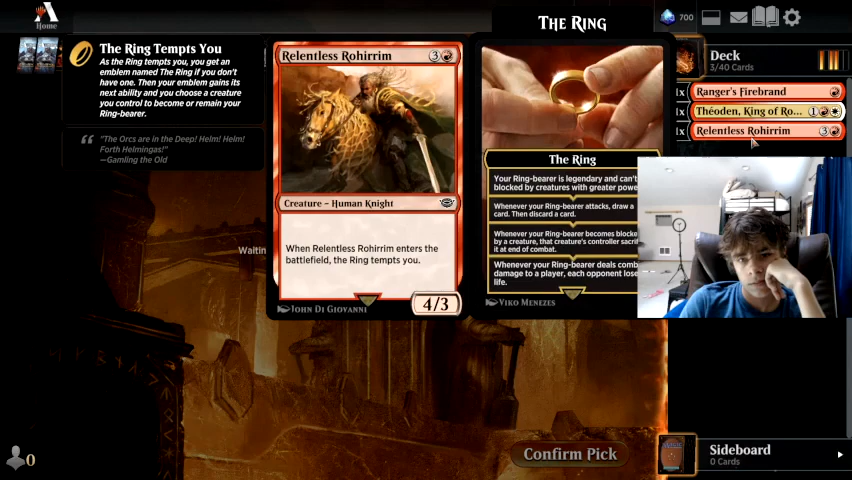 Home
THE RING
700
The Ring Tempts You
As the Ring tempts you, you get an
emblem named The Ring if you don't
have one. Then your emblem gains its
next ability and you choose a creature
you control to become or remain your
Ring-bearer.
"The Orcs are in the Deep! Helm! Helm!
Forth Helmingas!"
—Gamling the Old
Relentless Rohirrim 3
Creature – Human Knight
When Relentless Rohirrim enters the
battlefield, the Ring tempts you.
4/3
John Di Giovanni
The Ring
Your Ring-bearer is legendary and can't
blocked by creatures with greater powe
Whenever your Ring-bearer attacks, draw a
card. Then discard a card.
Whenever your Ring-bearer becomes blocke
by a creature, that creature's controller sacri
it at end of combat.
Whenever your Ring-bearer deals comb
damage to a player, each opponent lose
life.
Viko Menezes
Deck
3/40 Cards
1x Ranger's Firebrand
1x Théoden, King of Ro... 1
1x Relentless Rohirrim 3
Waitin
0
Confirm Pick
Sideboard
0 Cards